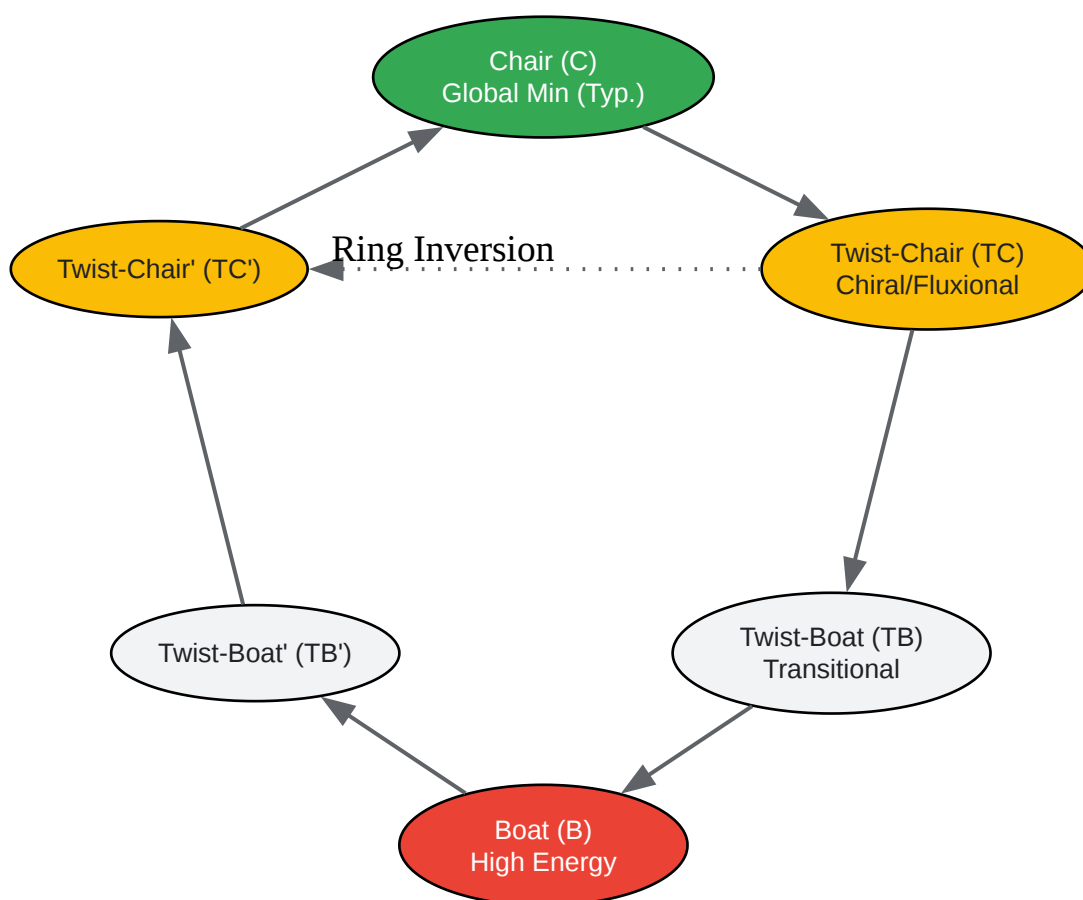 Chair (C)
Global Min (Typ.)
Ring Inversion
Twist-Chair' (TC')
Twist-Chair (TC)
Chiral/Fluxional
Twist-Boat' (TB')
Twist-Boat (TB)
Transitional
Boat (B)
High Energy